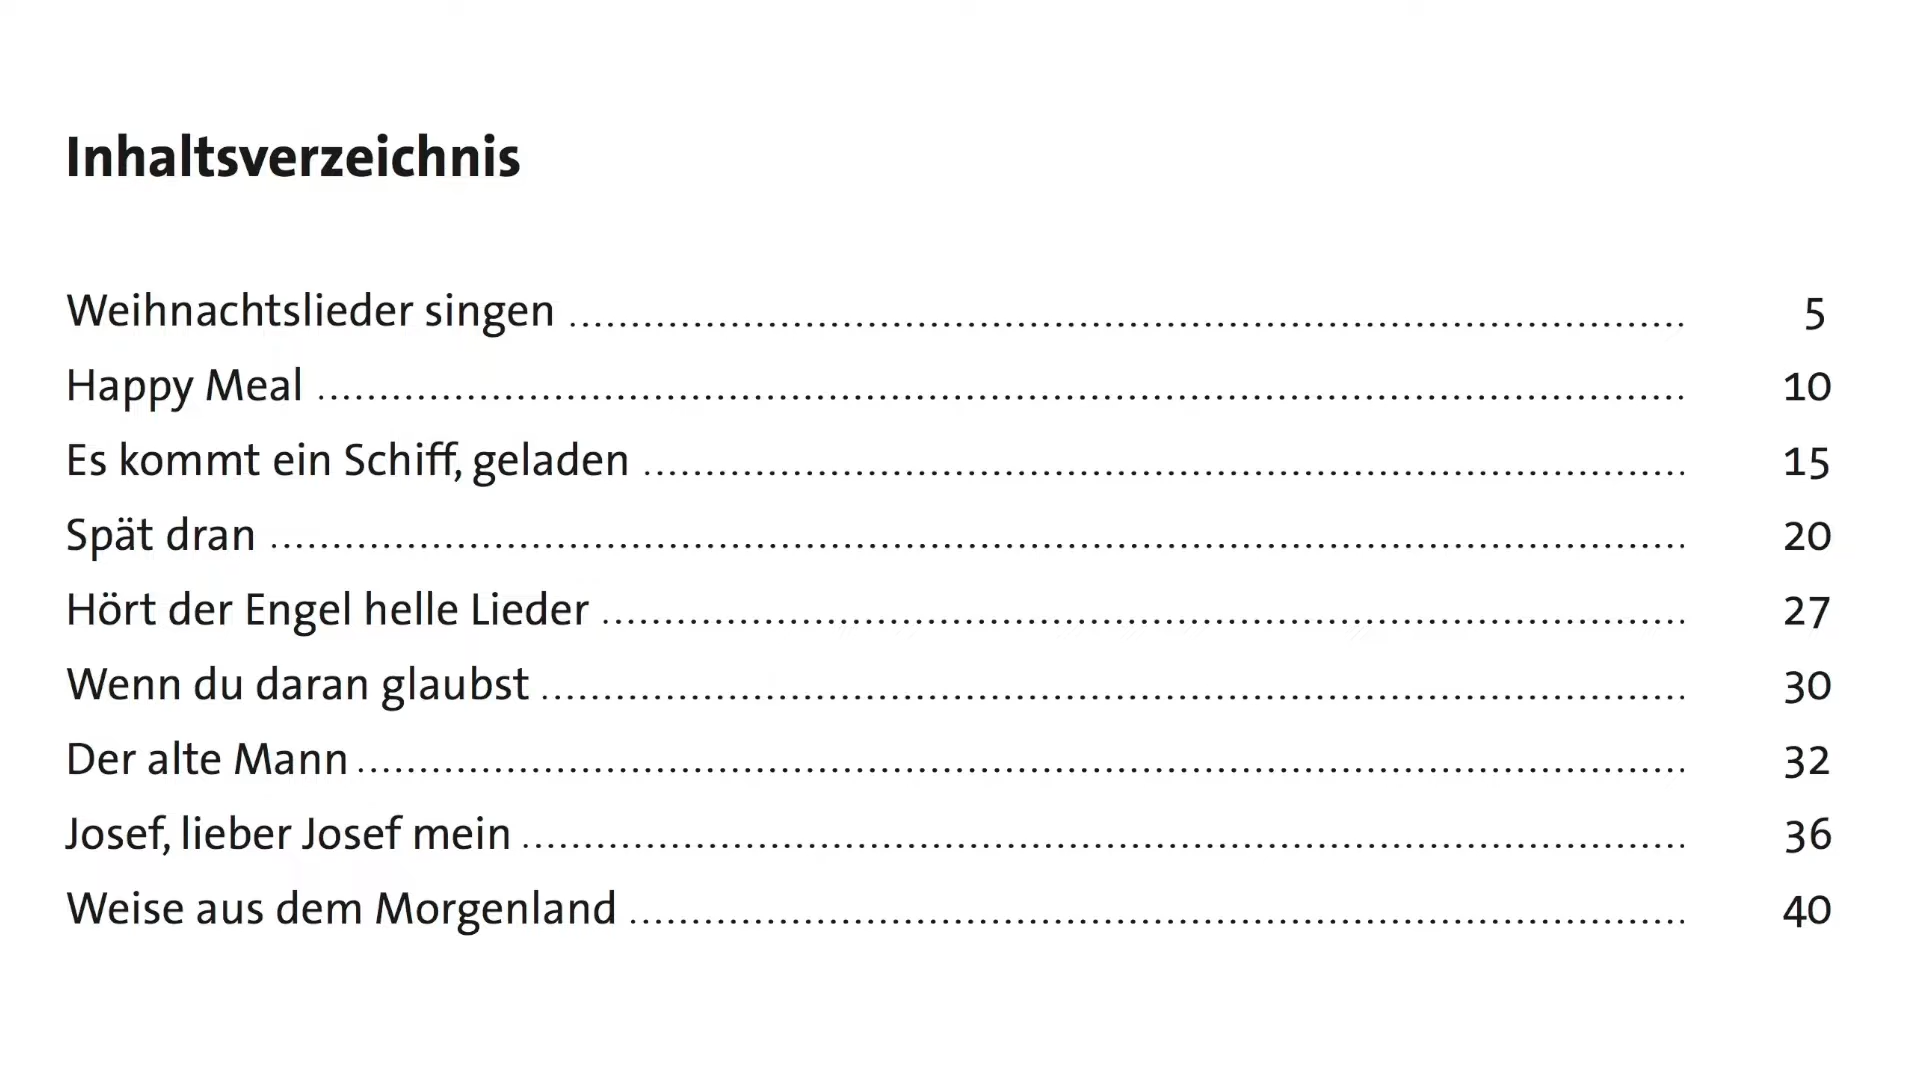 Inhaltsverzeichnis
Weihnachtslieder singen ........................................ 5
Happy Meal ........................................ 10
Es kommt ein Schiff, geladen ........................................ 15
Spät dran ........................................ 20
Hört der Engel helle Lieder ........................................ 27
Wenn du daran glaubst ........................................ 30
Der alte Mann ........................................ 32
Josef, lieber Josef mein ........................................ 36
Weise aus dem Morgenland ........................................ 40